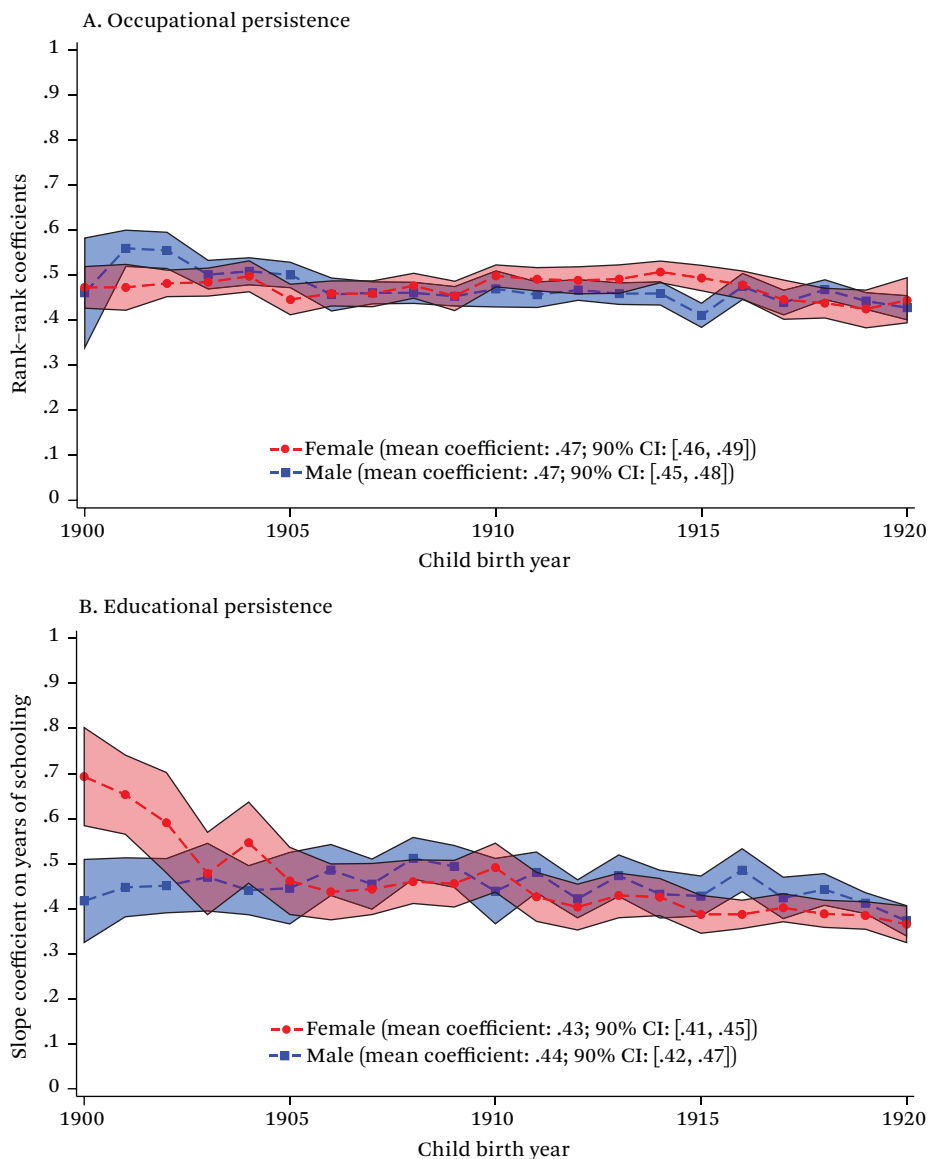 A. Occupational persistence
1
.9
.8
.7
.6
.5
.4
.3
.2
.1
0
Rank–rank coefficients
Female (mean coefficient: .47; 90% CI: [.46, .49])
Male (mean coefficient: .47; 90% CI: [.45, .48])
1900 1905 1910 1915 1920
Child birth year
B. Educational persistence
1
.9
.8
.7
.6
.5
.4
.3
.2
.1
0
Slope coefficient on years of schooling
Female (mean coefficient: .43; 90% CI: [.41, .45])
Male (mean coefficient: .44; 90% CI: [.42, .47])
1900 1905 1910 1915 1920
Child birth year